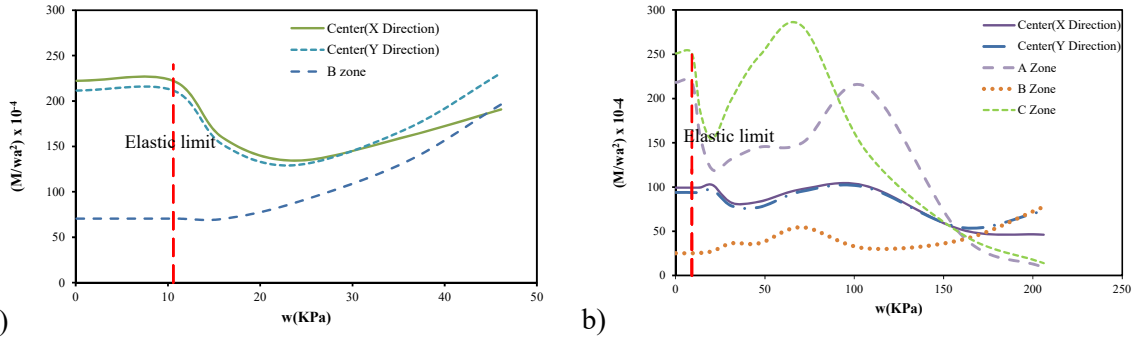 300
250
200
150
100
50
0
(M/wa²) x 10⁻⁴
Center(X Direction)
Center(Y Direction)
B zone
Elastic limit
0 10 20 30 40 50
w(KPa)
)
300
250
200
150
100
50
0
(M/wa²) x 10-4
Center(X Direction)
Center(Y Direction)
A Zone
B Zone
C Zone
Elastic limit
0 50 100 150 200 250
w(KPa)
b)